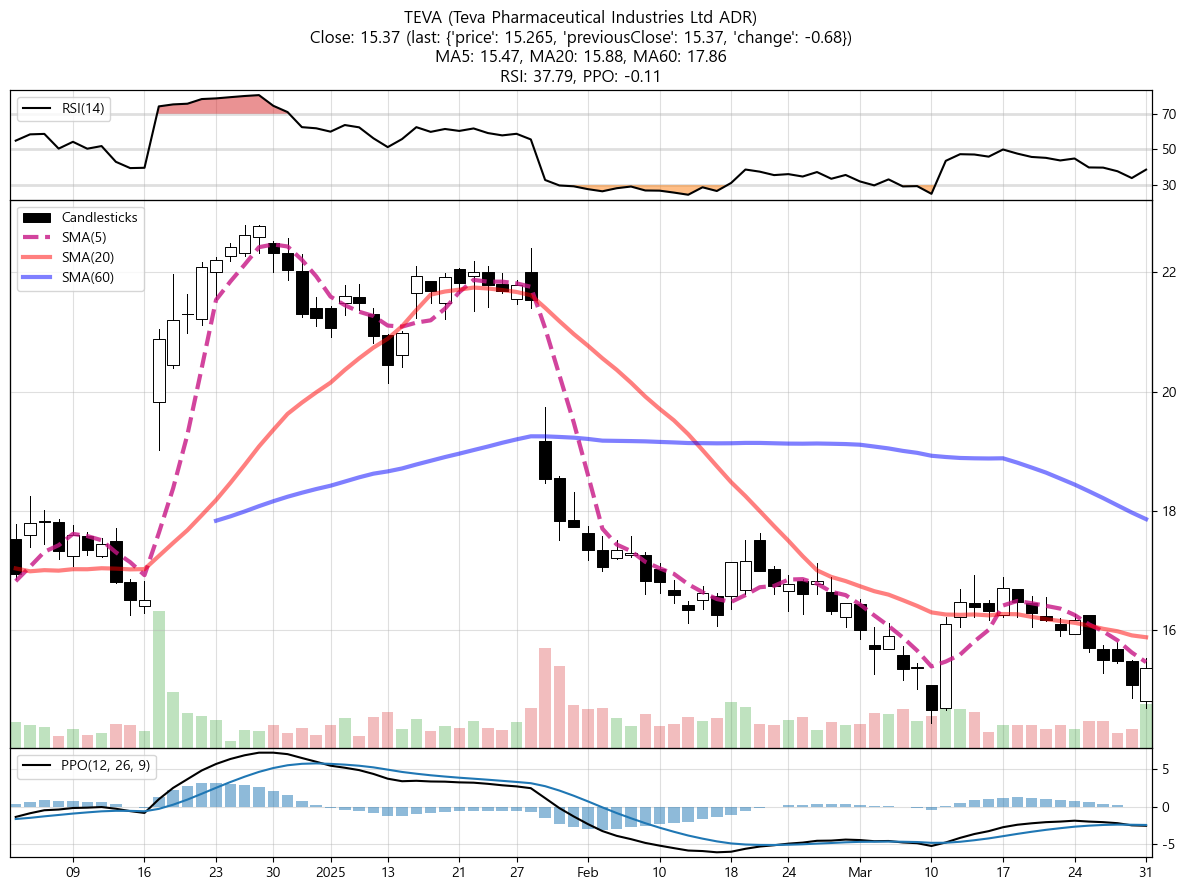 TEVA (Teva Pharmaceutical Industries Ltd ADR)
Close: 15.37 (last: {'price': 15.265, 'previousClose': 15.37, 'change': -0.68})
MA5: 15.47, MA20: 15.88, MA60: 17.86
RSI: 37.79, PPO: -0.11
RSI(14)
70
50
30
Candlesticks
SMA(5)
SMA(20)
SMA(60)
22
20
18
16
PPO(12, 26, 9)
5
0
-5
09 16 23 30 2025 13 21 27 Feb 10 18 24 Mar 10 17 24 31